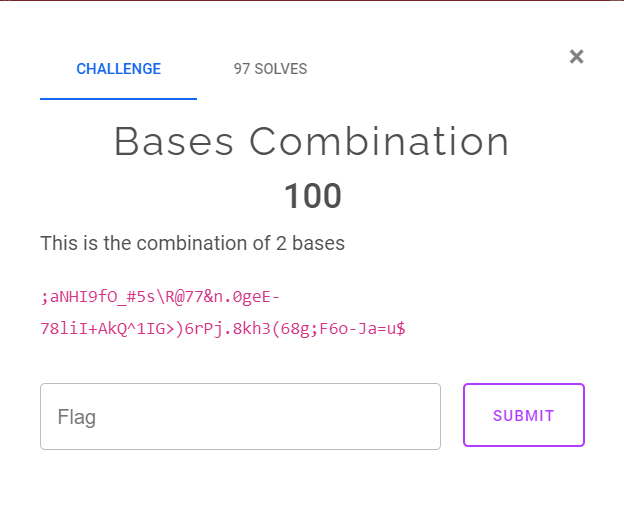 CHALLENGE
97 SOLVES
×
Bases Combination
100
This is the combination of 2 bases
;aNHI9fO_#5s\R@77&n.0geE-
78liI+AkQ^1IG>)6rPj.8kh3(68g;F6o-Ja=u$
Flag
SUBMIT